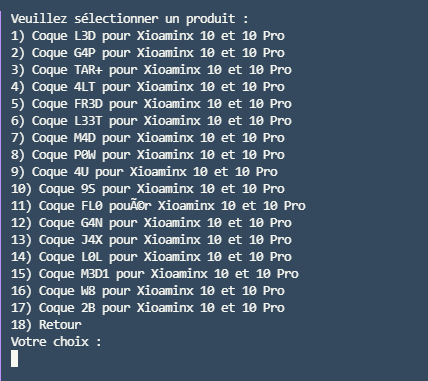 Veuillez sélectionner un produit :
1) Coque L3D pour Xioaminx 10 et 10 Pro
2) Coque G4P pour Xioaminx 10 et 10 Pro
3) Coque TAR+ pour Xioaminx 10 et 10 Pro
4) Coque 4LT pour Xioaminx 10 et 10 Pro
5) Coque FR3D pour Xioaminx 10 et 10 Pro
6) Coque L33T pour Xioaminx 10 et 10 Pro
7) Coque M4D pour Xioaminx 10 et 10 Pro
8) Coque P0W pour Xioaminx 10 et 10 Pro
9) Coque 4U pour Xioaminx 10 et 10 Pro
10) Coque 9S pour Xioaminx 10 et 10 Pro
11) Coque FL0 pouÃ©r Xioaminx 10 et 10 Pro
12) Coque G4N pour Xioaminx 10 et 10 Pro
13) Coque J4X pour Xioaminx 10 et 10 Pro
14) Coque L0L pour Xioaminx 10 et 10 Pro
15) Coque M3D1 pour Xioaminx 10 et 10 Pro
16) Coque W8 pour Xioaminx 10 et 10 Pro
17) Coque 2B pour Xioaminx 10 et 10 Pro
18) Retour
Votre choix :